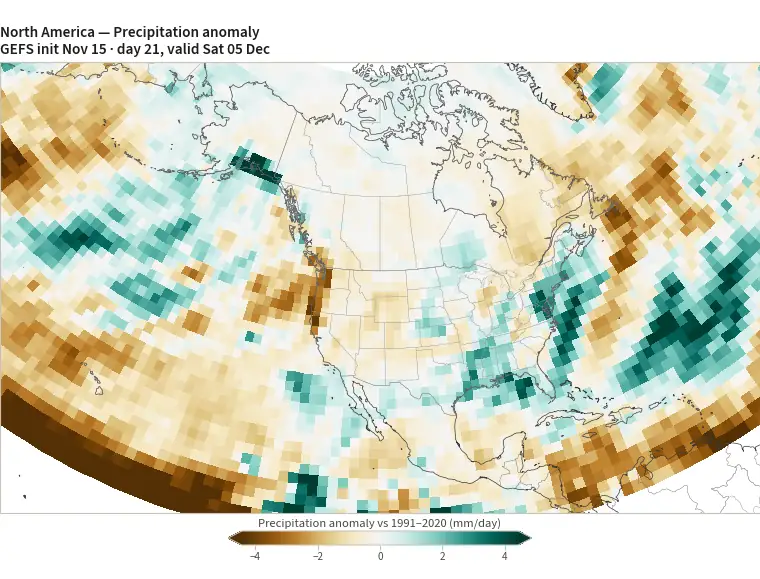 North America — Precipitation anomaly
GEFS init Nov 15 · day 21, valid Sat 05 Dec
Precipitation anomaly vs 1991–2020 (mm/day)
−4 −2 0 2 4